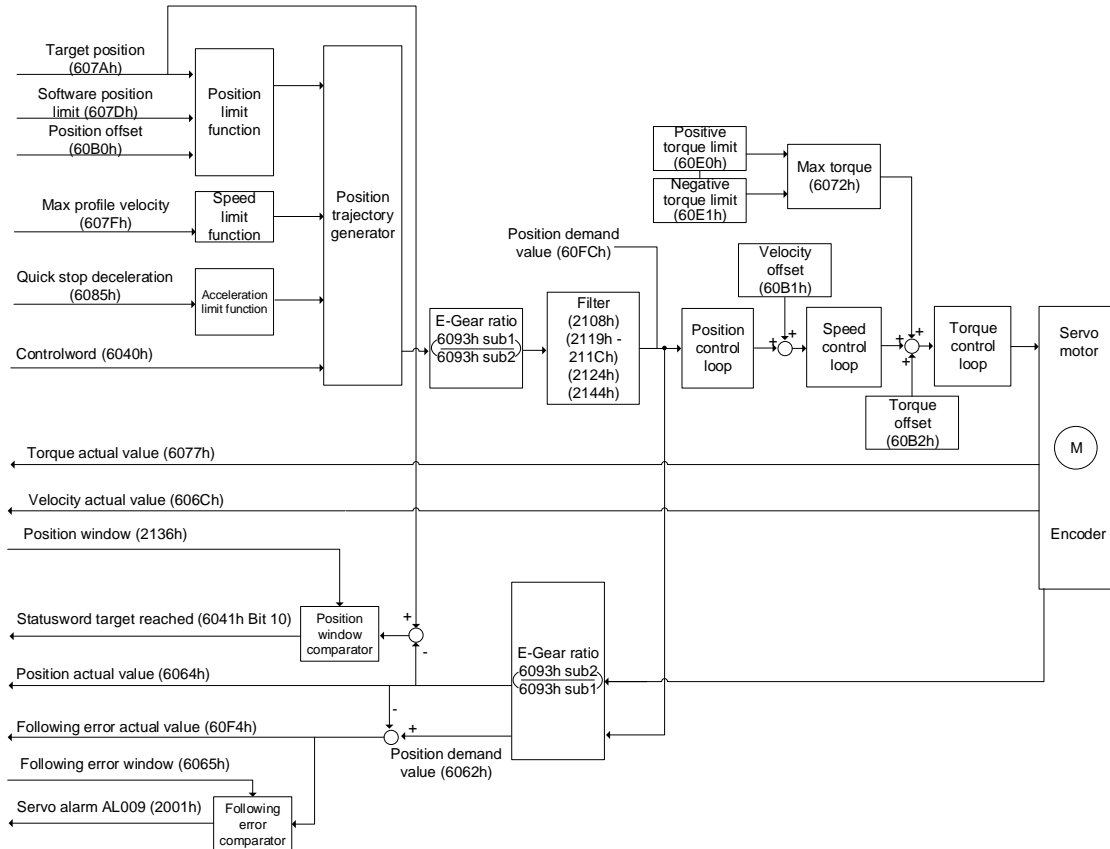 Target position
(607Ah)
Software position
limit (607Dh)
Position offset
(60B0h)
Position
limit
function
Max profile velocity
(607Fh)
Speed
limit
function
Quick stop deceleration
(6085h)
Acceleration
limit function
Controlword (6040h)
Position
trajectory
generator
E-Gear ratio
6093h sub1
6093h sub2
Filter
(2108h)
(2119h -
211Ch)
(2124h)
(2144h)
Position demand
value (60FCh)
Position
control
loop
Velocity
offset
(60B1h)
+
+
Speed
control
loop
Positive
torque limit
(60E0h)
Negative
torque limit
(60E1h)
Max torque
(6072h)
+
+
+
Torque
offset
(60B2h)
Torque
control
loop
Servo
motor
M
Encoder
Torque actual value (6077h)
Velocity actual value (606Ch)
Position window (2136h)
Statusword target reached (6041h Bit 10)
Position
window
comparator
+
-
Position actual value (6064h)
E-Gear ratio
6093h sub2
6093h sub1
-
+
Following error actual value (60F4h)
Position demand
value (6062h)
Following error window (6065h)
Servo alarm AL009 (2001h)
Following
error
comparator